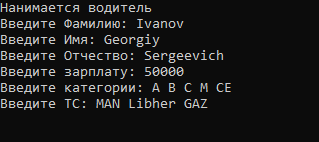 Нанимается водитель
Введите Фамилию: Ivanov
Введите Имя: Georgiy
Введите Отчество: Sergeevich
Введите зарплату: 50000
Введите категории: A B C M CE
Введите ТС: MAN Libher GAZ